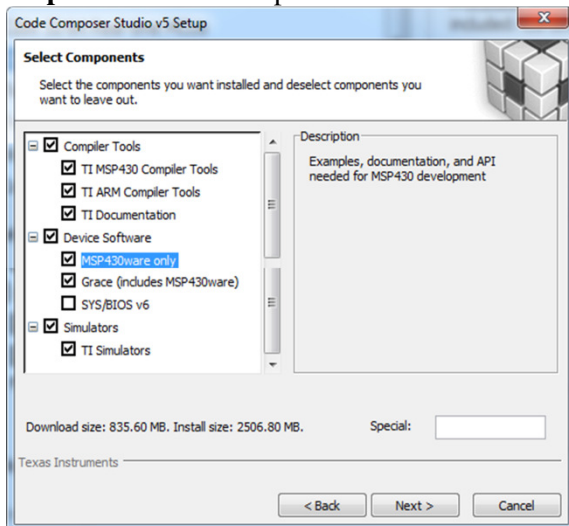 Code Composer Studio v5 Setup
Select Components
Select the components you want installed and deselect components you
want to leave out.
Compiler Tools
TI MSP430 Compiler Tools
TI ARM Compiler Tools
TI Documentation
Device Software
MSP430ware only
Grace (includes MSP430ware)
SYS/BIOS v6
Simulators
TI Simulators
Description
Examples, documentation, and API
needed for MSP430 development
Download size: 835.60 MB. Install size: 2506.80 MB.
Special:
Texas Instruments
< Back
Next >
Cancel